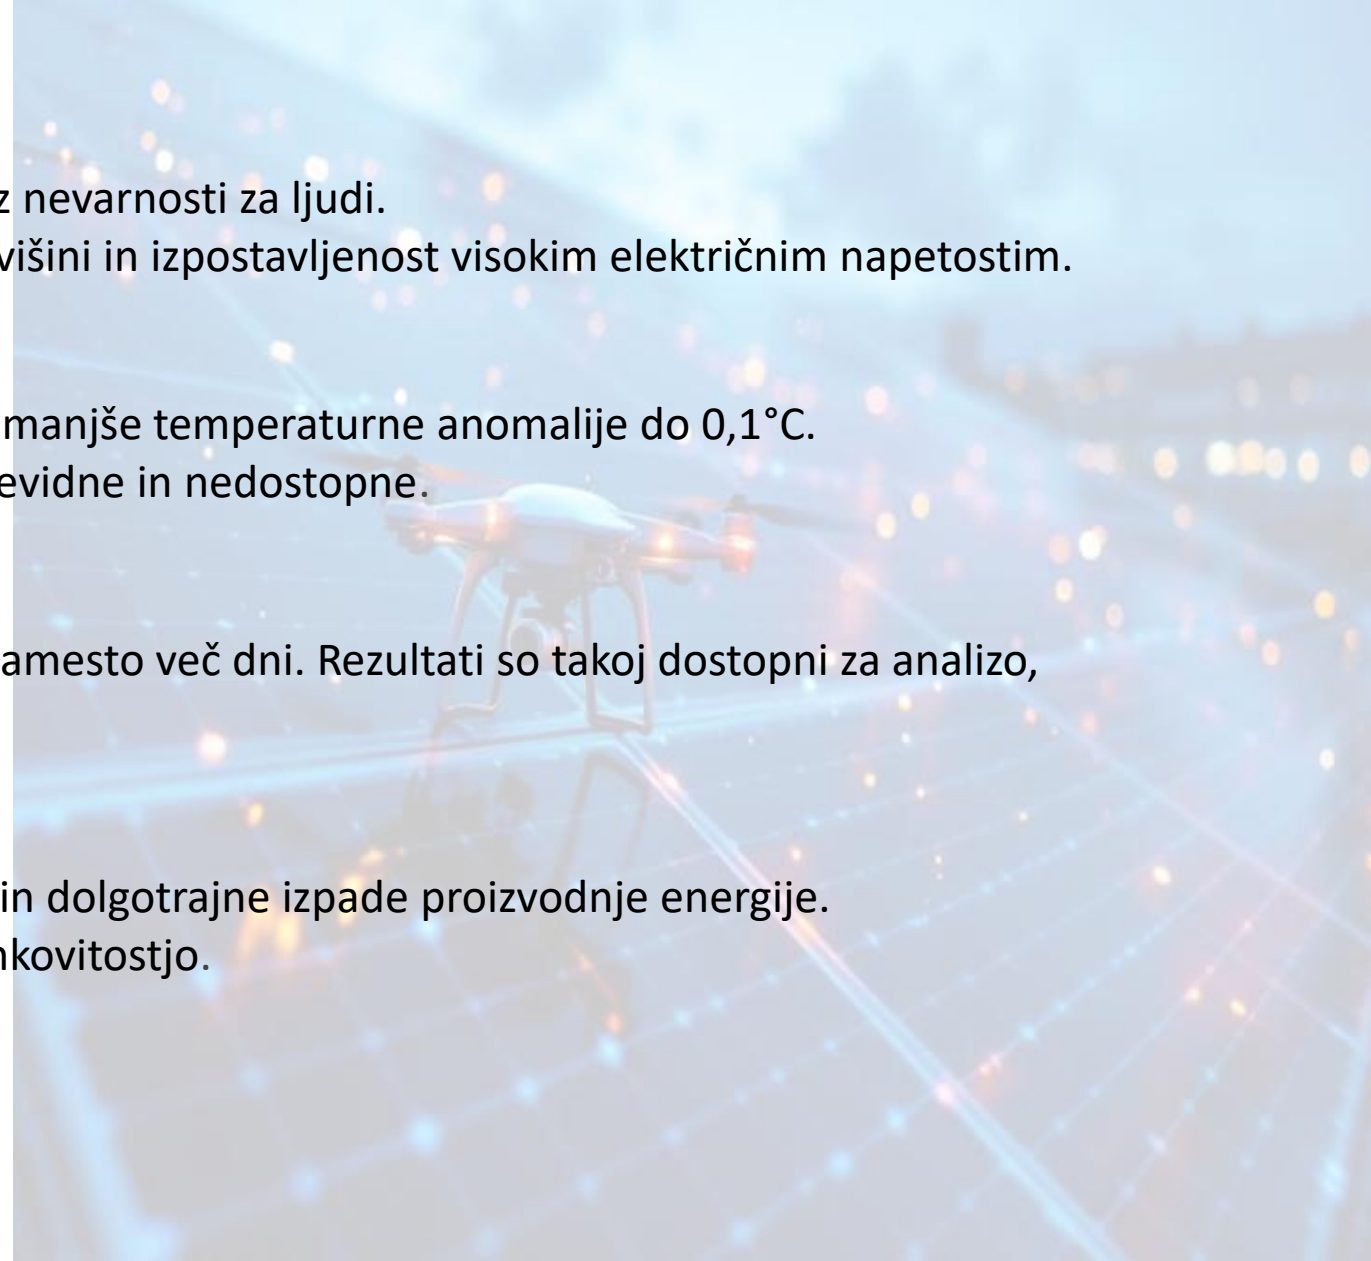 z nevarnosti za ljudi.
višini in izpostavljenost visokim električnim napetostim.
manjše temperaturne anomalije do 0,1°C.
evidne in nedostopne.
amesto več dni. Rezultati so takoj dostopni za analizo,
in dolgotrajne izpade proizvodnje energije.
nkovitostjo.